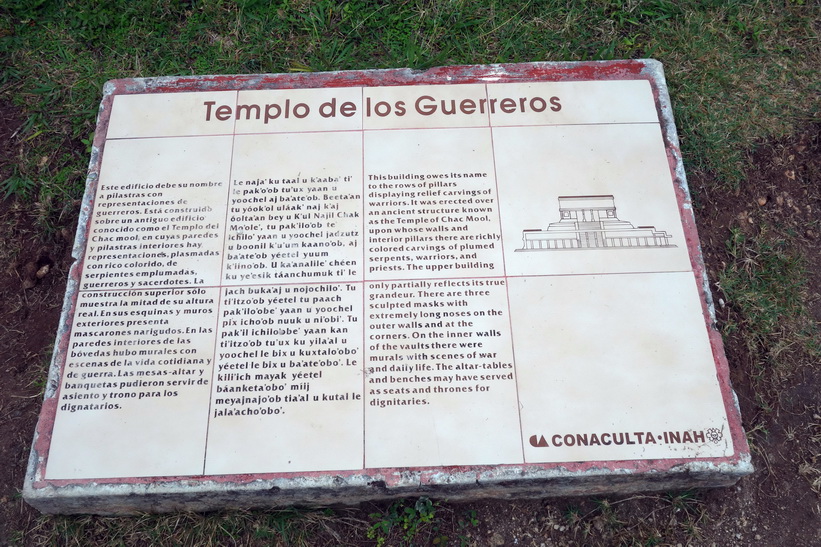 Templo de los Guerreros
Este edificio debe su nombre
a pilastras con
representaciones de
guerreros. Está construido
sobre un antiguo edificio
conocido como el Templo del
Chac mool, en cuyas paredes
y pilastras interiores hay
representaciones, plasmadas
con rico colorido, de
serpientes emplumadas,
guerreros y sacerdotes. La
construcción superior sólo
muestra la mitad de su altura
real. En sus esquinas y muros
exteriores presenta
mascarones narigudos. En las
paredes interiores de las
bóvedas hubo murales con
escenas de la vida cotidiana y
de guerra. Las mesas-altar y
banquetas pudieron servir de
asiento y trono para los
dignatarios.
Le naja' ku taal u k'aaba' ti'
le pak'o'ob tu'ux yaan u
yoochel aj ba'ate'ob. Beeta'an
tu yóok'ol uláak' naj k'aj
óolta'an bey u K'ul Najil Chak
Mo'ole', tu pak'ilo'ob te
ichilo' yaan u yoochel jadzutz
u boonil k'u'um kaano'ob, aj
ba'ate'ob yéetel yuum
k'iino'ob. U ka'analile' chéen
ku ye'esik táanchumuk ti' le
jach buka'aj u nojochilo'. Tu
ti'itzo'ob yéetel tu paach
pak'ilo'obe' yaan u yoochel
pix icho'ob nuuk u ni'obi'. Tu
pak'il ichilo'obe' yaan kan
ti'itzo'ob tu'ux ku yila'al u
yoochel le bix u kuxtalo'obo'
yéetel le bix u ba'ate'obo'. Le
kili'ich mayak yéetel
báanketa'obo' miij
meyajnajo'ob tia'al u kutal le
jala'acho'obo'.
This building owes its name
to the rows of pillars
displaying relief carvings of
warriors. It was erected over
an ancient structure known
as the Temple of Chac Mool,
upon whose walls and
interior pillars there are richly
colored carvings of plumed
serpents, warriors, and
priests. The upper building
only partially reflects its true
grandeur. There are three
sculpted masks with
extremely long noses on the
outer walls and at the
corners. On the inner walls
of the vaults there were
murals with scenes of war
and daily life. The altar-tables
and benches may have served
as seats and thrones for
dignitaries.
CONACULTA·INAH